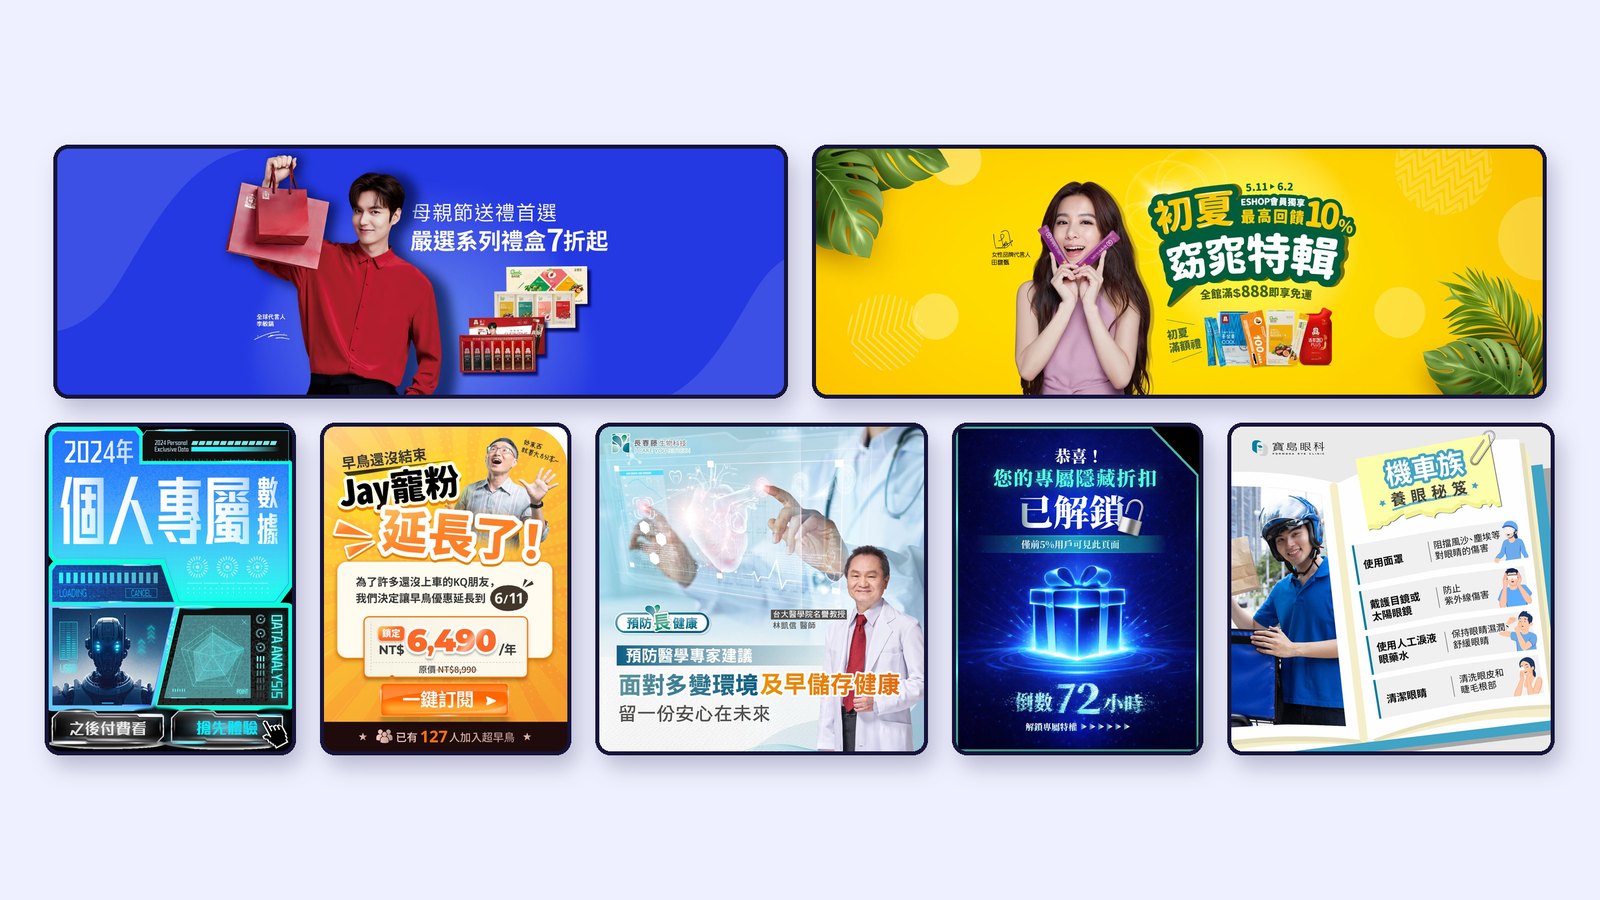 母親節送禮首選
嚴選系列禮盒7折起
全球代言人
李敏鎬
5.11▸6.2
初夏
ESHOP會員獨享
最高回饋10%
窈窕特輯
全館滿$888即享免運
女性品牌代言人
田馥甄
初夏
滿額禮
2024年
2024 Personal
Exclusive Data
個人專屬
數據
LOADING
CANCEL
DATA ANALYSIS
POINT
之後付費看
搶先體驗
早鳥還沒結束
Jay寵粉
延長了!
好東西
就要大方分享~
為了許多還沒上車的KQ朋友,
我們決定讓早鳥優惠延長到 6/11
鎖定
NT$6,490/年
原價 NT$8,990
一鍵訂閱
★ 已有 127 人加入超早鳥 ★
長春藤生物科技
預防長健康
台大醫學院名譽教授
林凱信 醫師
預防醫學專家建議
面對多變環境及早儲存健康
留一份安心在未來
恭喜!
您的專屬隱藏折扣
已解鎖
僅前5%用戶可見此頁面
倒數72小時
解鎖專屬特權
寶島眼科
FORMOSA EYE CLINIC
機車族
養眼秘笈
使用面罩
阻擋風沙、塵埃等
對眼睛的傷害
戴護目鏡或
太陽眼鏡
防止
紫外線傷害
使用人工淚液
眼藥水
保持眼睛濕潤、
舒緩眼睛
清潔眼睛
清洗眼皮和
睫毛根部